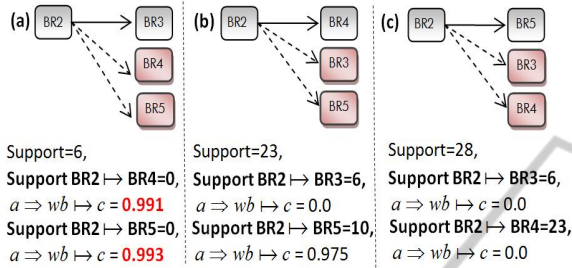 (a)
BR2
BR3
BR4
BR5
Support=6,
Support BR2 ↦ BR4=0,
a ⇒ wb ↦ c = 0.991
Support BR2 ↦ BR5=0,
a ⇒ wb ↦ c = 0.993
(b)
BR2
BR4
BR3
BR5
Support=23,
Support BR2 ↦ BR3=6,
a ⇒ wb ↦ c = 0.0
Support BR2 ↦ BR5=10,
a ⇒ wb ↦ c = 0.975
(c)
BR2
BR5
BR3
BR4
Support=28,
Support BR2 ↦ BR3=6,
a ⇒ wb ↦ c = 0.0
Support BR2 ↦ BR4=23,
a ⇒ wb ↦ c = 0.0